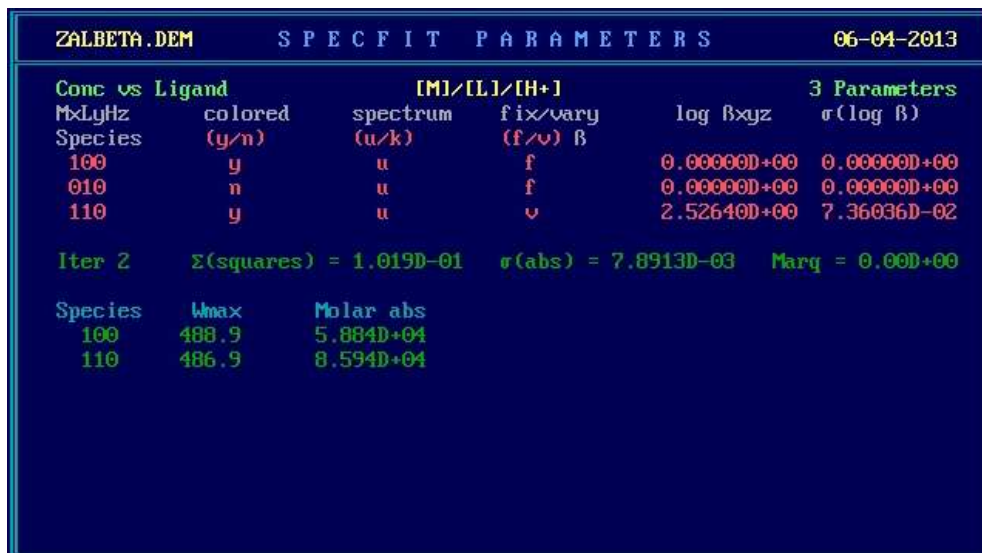 ZALBETA.DEM S P E C F I T P A R A M E T E R S 06-04-2013
Conc vs Ligand [M]/[L]/[H+] 3 Parameters
MxLyHz colored spectrum fix/vary log ßxyz σ(log ß)
Species (y/n) (u/k) (f/v) ß
100 y u f 0.00000D+00 0.00000D+00
010 n u f 0.00000D+00 0.00000D+00
110 y u v 2.52640D+00 7.36036D-02
Iter 2 Σ(squares) = 1.019D-01 σ(abs) = 7.8913D-03 Marq = 0.00D+00
Species Wmax Molar abs
100 488.9 5.884D+04
110 486.9 8.594D+04